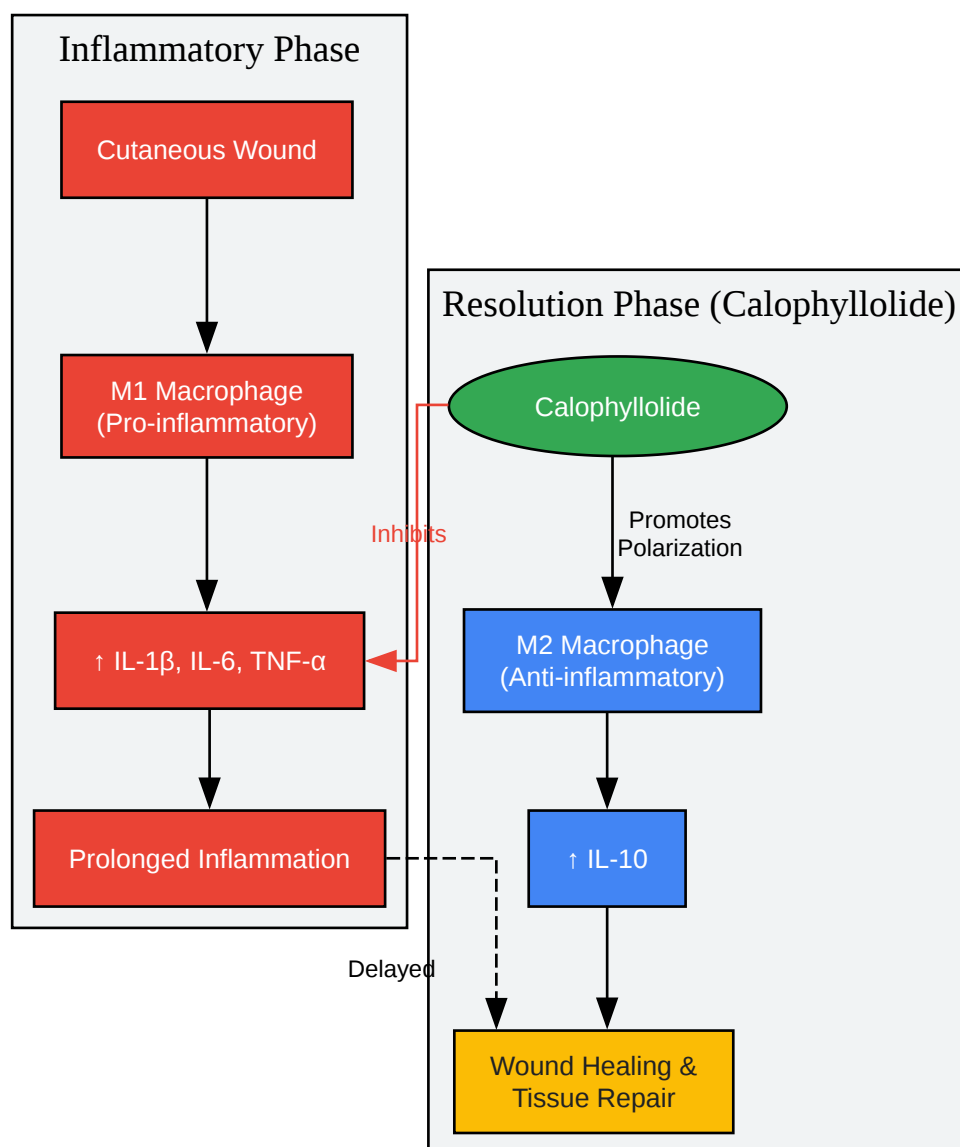 Inflammatory Phase
Cutaneous Wound
M1 Macrophage
(Pro-inflammatory)
↑ IL-1β, IL-6, TNF-α
Prolonged Inflammation
Resolution Phase (Calophyllolide)
Calophyllolide
Inhibits
Promotes
Polarization
M2 Macrophage
(Anti-inflammatory)
↑ IL-10
Delayed
Wound Healing &
Tissue Repair